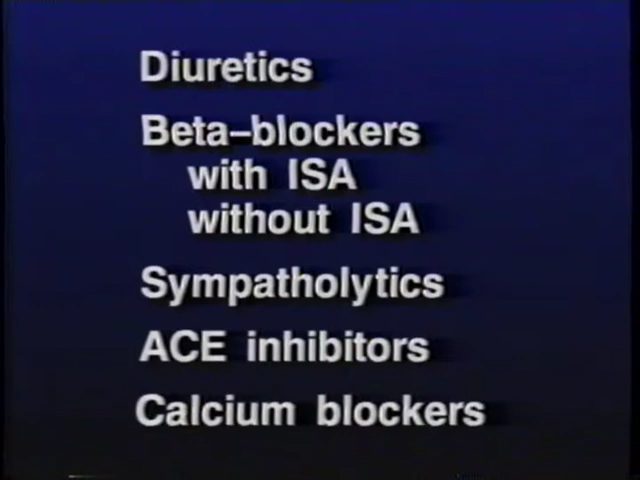 Diuretics
Beta–blockers
with ISA
without ISA
Sympatholytics
ACE inhibitors
Calcium blockers